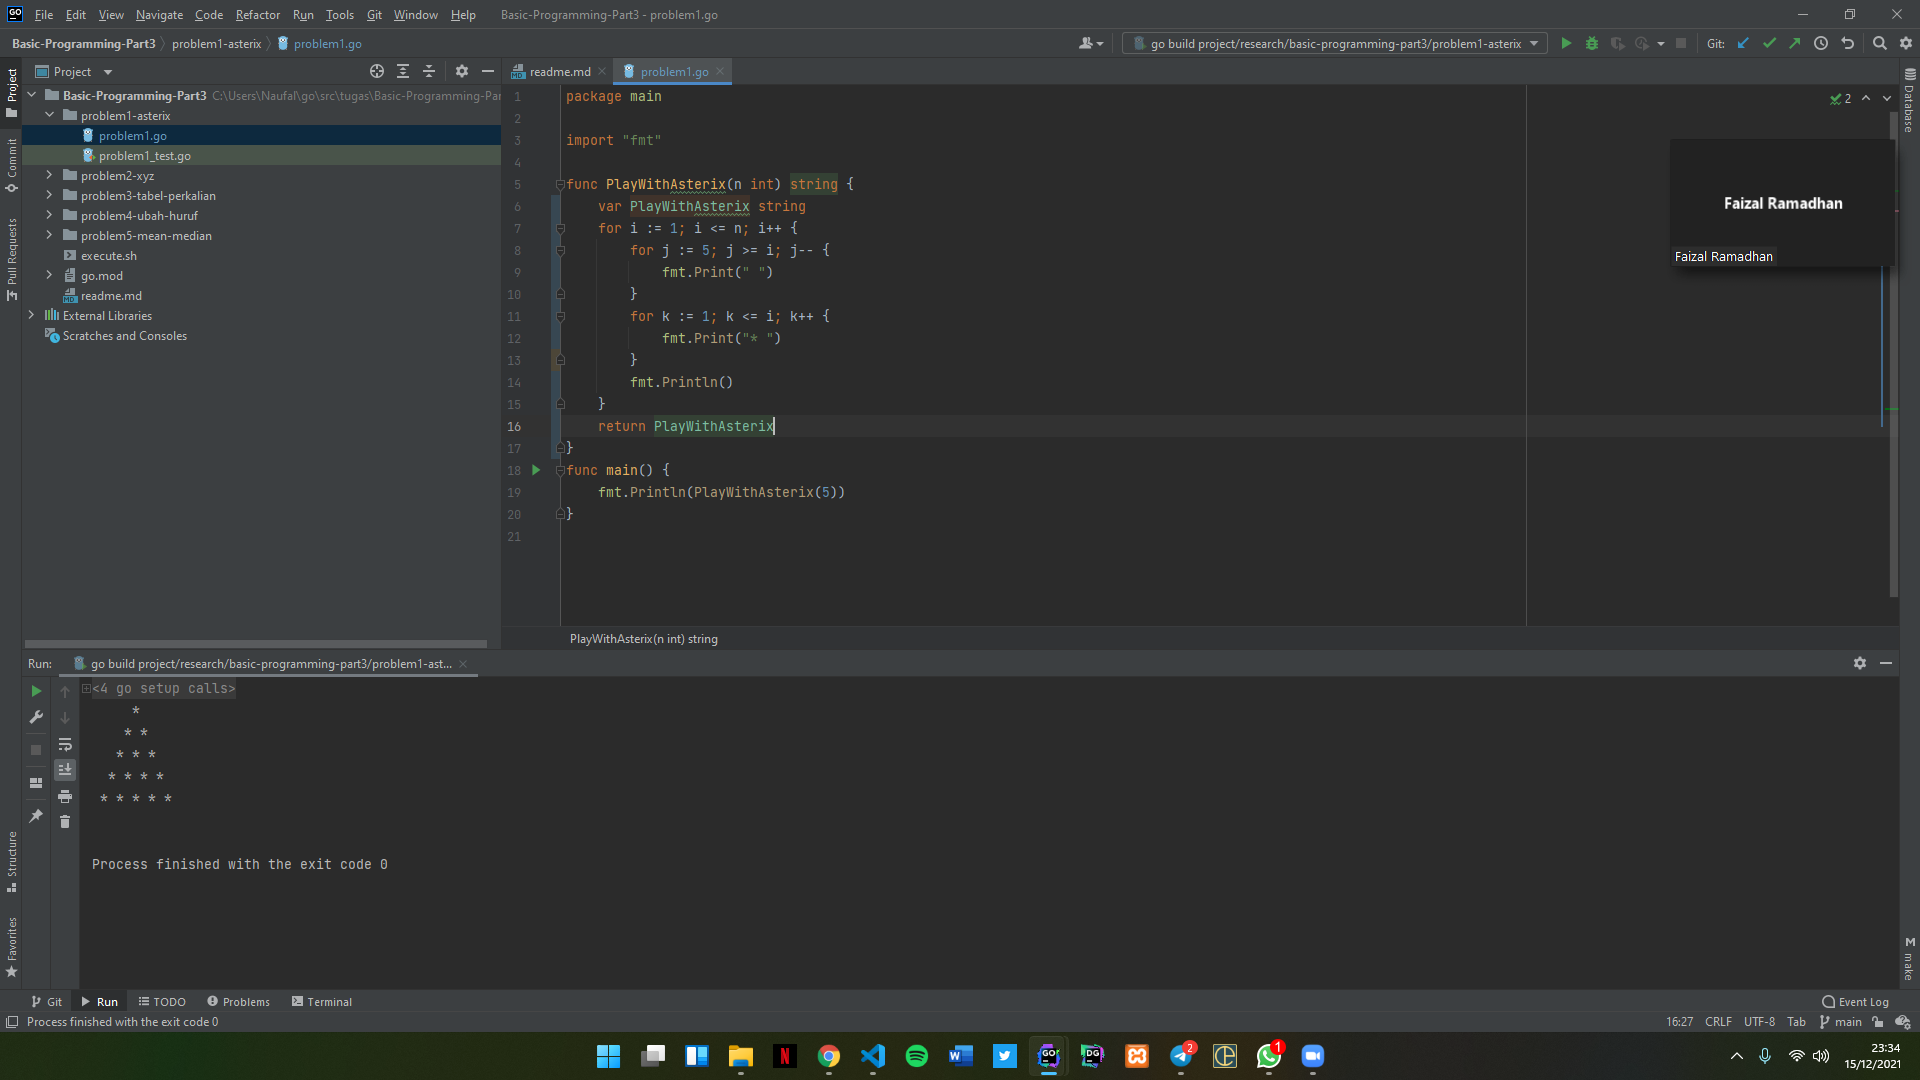 File Edit View Navigate Code Refactor Run Tools Git Window Help Basic-Programming-Part3 - problem1.go
Basic-Programming-Part3 problem1-asterix problem1.go
go build project/research/basic-programming-part3/problem1-asterix
Git:
Project
readme.md
problem1.go
Basic-Programming-Part3 C:\Users\Naufal\go\src\tugas\Basic-Programming-Par
problem1-asterix
problem1.go
problem1_test.go
problem2-xyz
problem3-tabel-perkalian
problem4-ubah-huruf
problem5-mean-median
execute.sh
go.mod
readme.md
External Libraries
Scratches and Consoles
Project
Commit
Pull Requests
Structure
Favorites
1 package main
2
3 import "fmt"
4
5 func PlayWithAsterix(n int) string {
6 var PlayWithAsterix string
7 for i := 1; i <= n; i++ {
8 for j := 5; j >= i; j-- {
9 fmt.Print(" ")
10 }
11 for k := 1; k <= i; k++ {
12 fmt.Print("* ")
13 }
14 fmt.Println()
15 }
16 return PlayWithAsterix
17 }
18 func main() {
19 fmt.Println(PlayWithAsterix(5))
20 }
21
2
Database
make
Faizal Ramadhan
Faizal Ramadhan
PlayWithAsterix(n int) string
Run: go build project/research/basic-programming-part3/problem1-ast...
<4 go setup calls>
*
* *
* * *
* * * *
* * * * *
Process finished with the exit code 0
Git Run TODO Problems Terminal Event Log
Process finished with the exit code 0
16:27 CRLF UTF-8 Tab main
2
1
23:34
15/12/2021